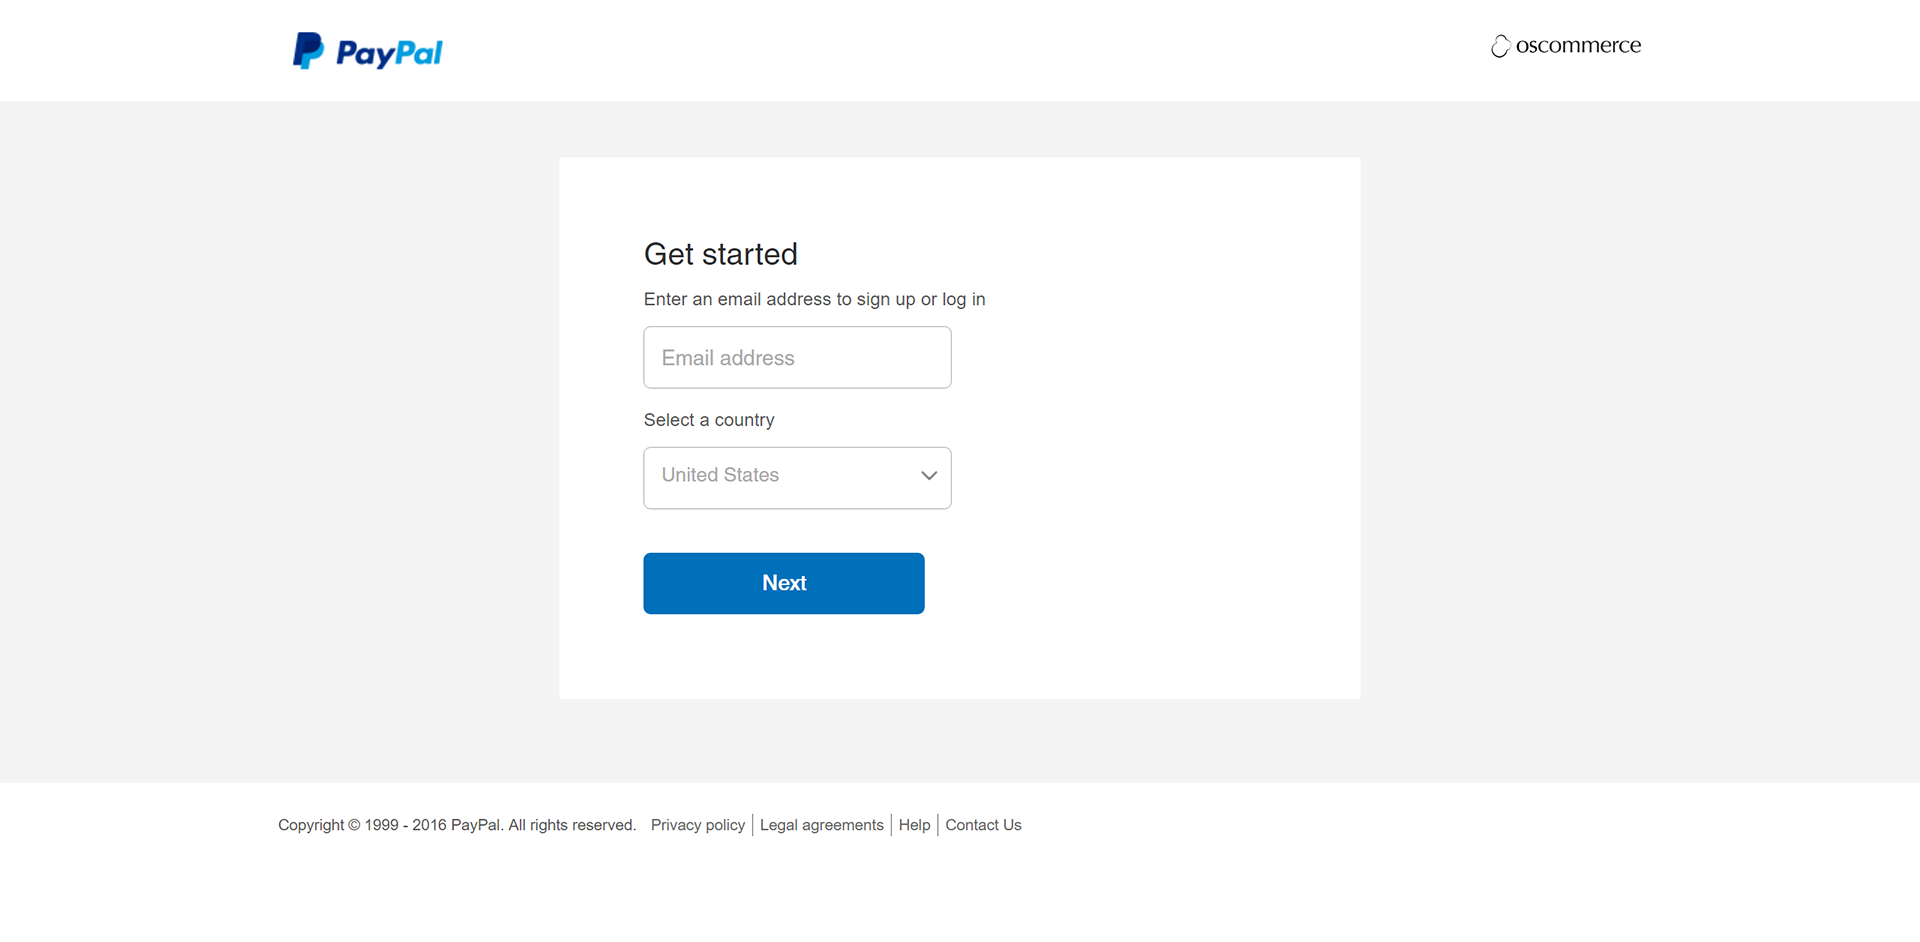 PayPal
oscommerce
Get started
Enter an email address to sign up or log in
Email address
Select a country
United States
Next
Copyright © 1999 - 2016 PayPal. All rights reserved. Privacy policy Legal agreements Help Contact Us